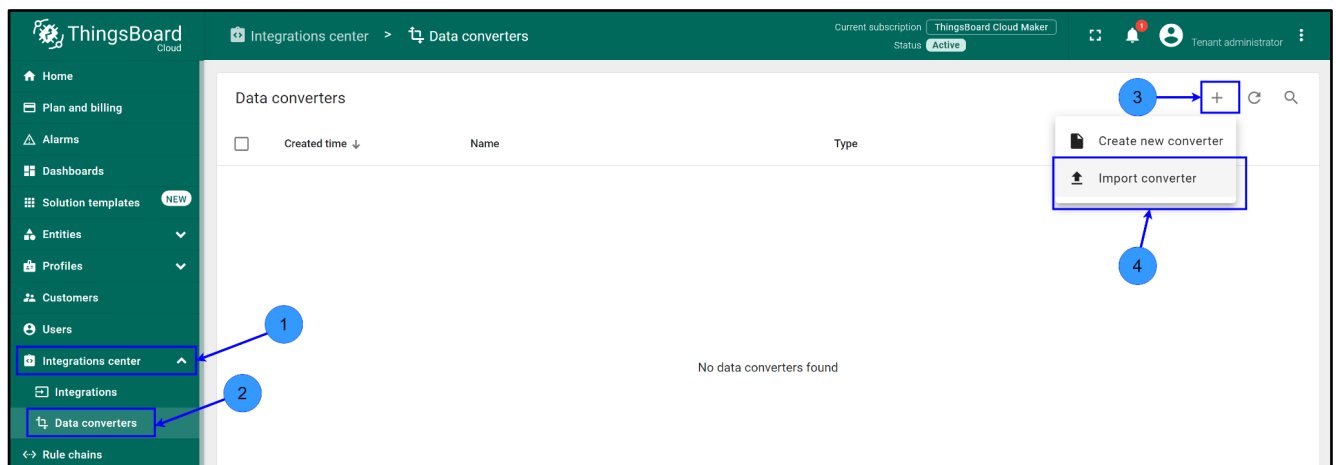 ThingsBoard
Cloud
Integrations center > Data converters
Current subscription ThingsBoard Cloud Maker
Status Active
1
Tenant administrator
Home
Plan and billing
Alarms
Dashboards
Solution templates NEW
Entities
Profiles
Customers
Users
Integrations center
Integrations
Data converters
Rule chains
Data converters
3
Created time Name Type
Create new converter
Import converter
4
1
2
No data converters found